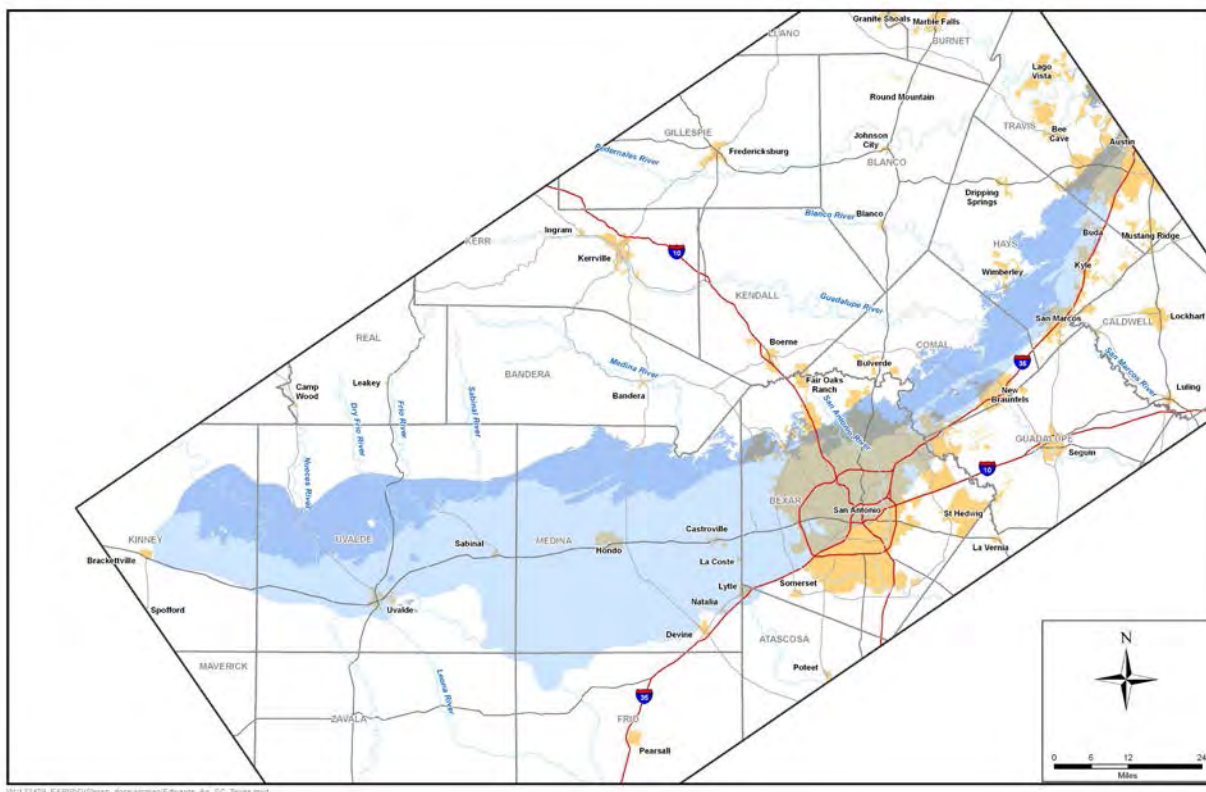 Granite Shoals
Marble Falls
LLANO
BURNET
Lago
Vista
Round Mountain
TRAVIS
GILLESPIE
Johnson
City
Bee
Cave
Austin
Fredericksburg
Pedernales River
BLANCO
Dripping
Springs
Blanco River
Blanco
Ingram
KERR
Buda
Mustang Ridge
HAYS
Kerrville
10
Wimberley
Kyle
KENDALL
Guadalupe River
San Marcos
CALDWELL
Lockhart
REAL
Boerne
COMAL
35
San Marcos River
Bulverde
Medina River
BANDERA
Camp
Wood
Leakey
Fair Oaks
Ranch
New
Braunfels
Luling
Bandera
Dry Frio River
Frio River
Sabinal River
San Antonio River
GUADALUPE
Seguin
Nueces River
10
BEXAR
San Antonio
St Hedwig
Castroville
KINNEY
UVALDE
Sabinal
MEDINA
Hondo
La Vernia
Brackettville
La Coste
Lytle
Somerset
Spofford
Uvalde
Natalia
Devine
ATASCOSA
MAVERICK
Poteet
N
Leona River
35
ZAVALA
FRIO
Pearsall
0 6 12 24
Miles